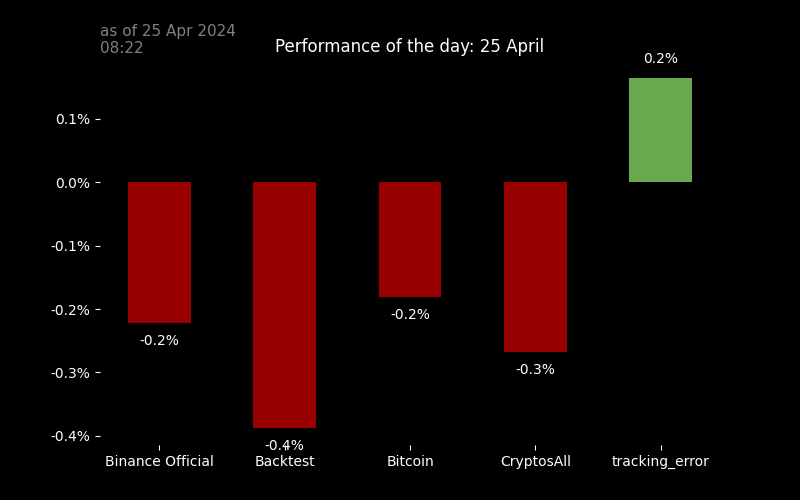 as of 25 Apr 2024
08:22
Performance of the day: 25 April
0.2%
0.1%
0.0%
-0.1%
-0.2%
-0.3%
-0.4%
-0.2%
-0.4%
-0.2%
-0.3%
Binance Official
Backtest
Bitcoin
CryptosAll
tracking_error